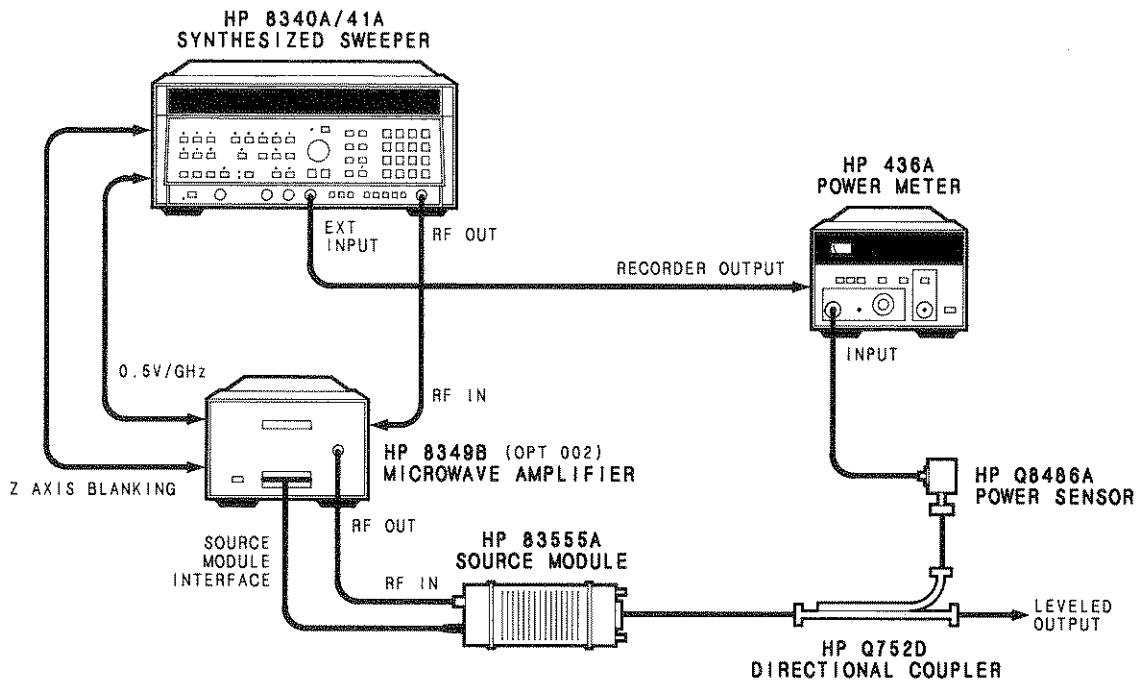 HP 8340A/41A
SYNTHESIZED SWEEPER
HP 436A
POWER METER
EXT
INPUT
RF OUT
RECORDER OUTPUT
INPUT
0.5V/GHz
RF IN
HP 8349B (OPT 002)
MICROWAVE AMPLIFIER
Z AXIS BLANKING
HP Q8486A
POWER SENSOR
RF OUT
SOURCE
MODULE
INTERFACE
HP 83555A
SOURCE MODULE
RF IN
LEVELED
OUTPUT
HP Q752D
DIRECTIONAL COUPLER